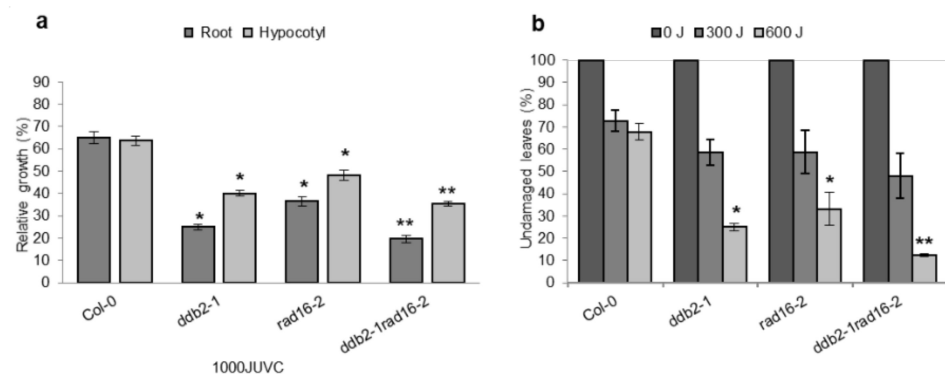 a
Root Hypocotyl
Relative growth (%)
90
80
70
60
50
40
30
20
10
0
* * * * ** **
Col-0 ddb2-1 rad16-2 ddb2-1rad16-2
1000JUVC
b
0 J 300 J 600 J
Undamaged leaves (%)
100
90
80
70
60
50
40
30
20
10
0
* * **
Col-0 ddb2-1 rad16-2 ddb2-1rad16-2